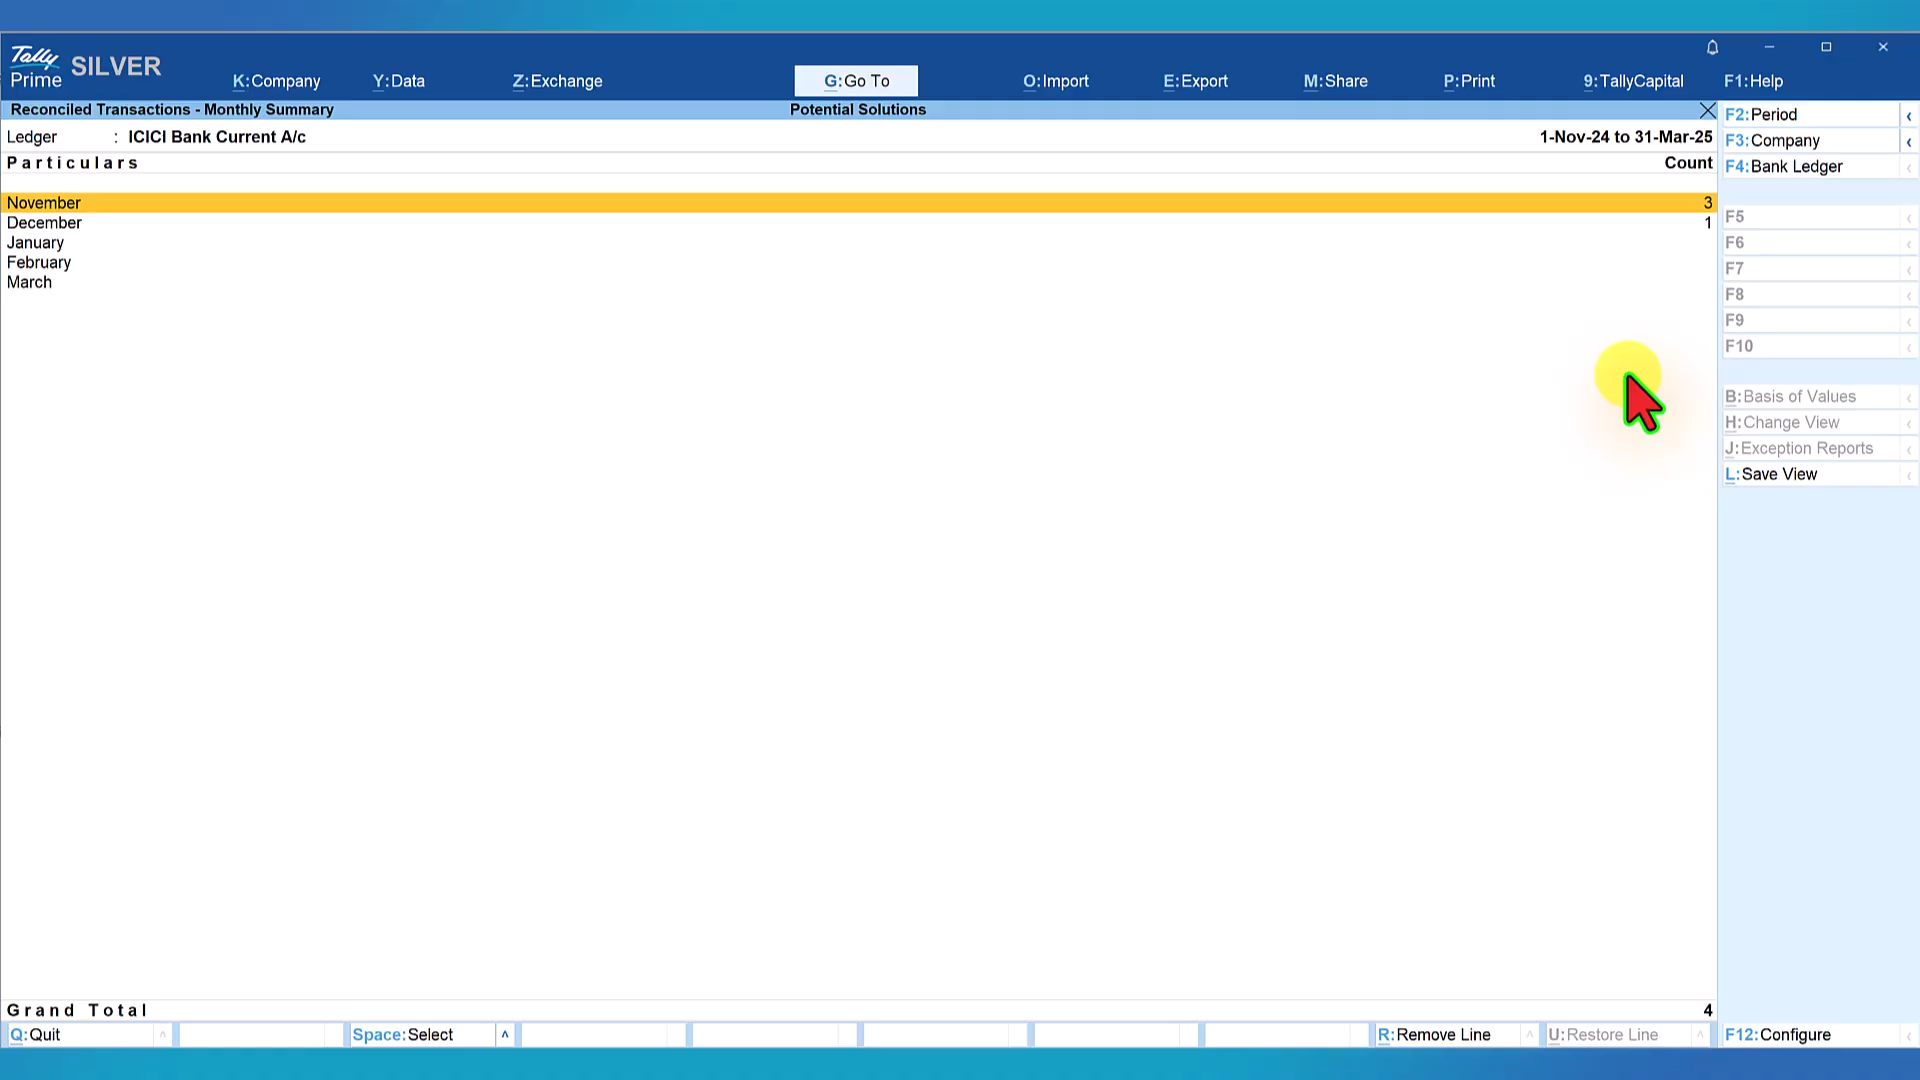 Tally
Prime SILVER
K:Company Y:Data Z:Exchange G:Go To O:Import E:Export M:Share P:Print 9:TallyCapital F1:Help
Reconciled Transactions - Monthly Summary Potential Solutions
Ledger : ICICI Bank Current A/c 1-Nov-24 to 31-Mar-25
Particulars Count
November 3
December 1
January
February
March
Grand Total 4
F2:Period
F3:Company
F4:Bank Ledger
F5
F6
F7
F8
F9
F10
B:Basis of Values
H:Change View
J:Exception Reports
L:Save View
Q:Quit Space:Select R:Remove Line U:Restore Line F12:Configure